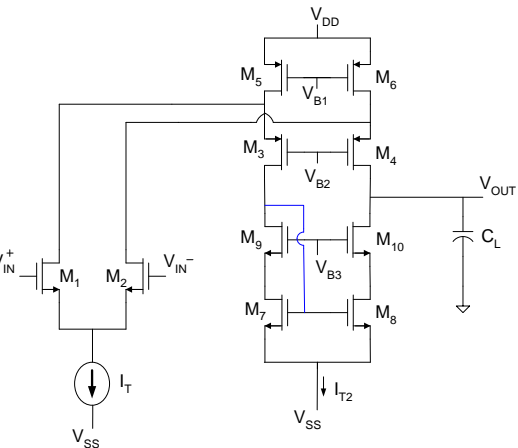 V_DD
M_5
M_6
V_B1
M_3
M_4
V_B2
V_OUT
C_L
M_9
M_10
V_B3
V_IN^+
M_1
M_2
V_IN^−
M_7
M_8
I_T
I_T2
V_SS
V_SS